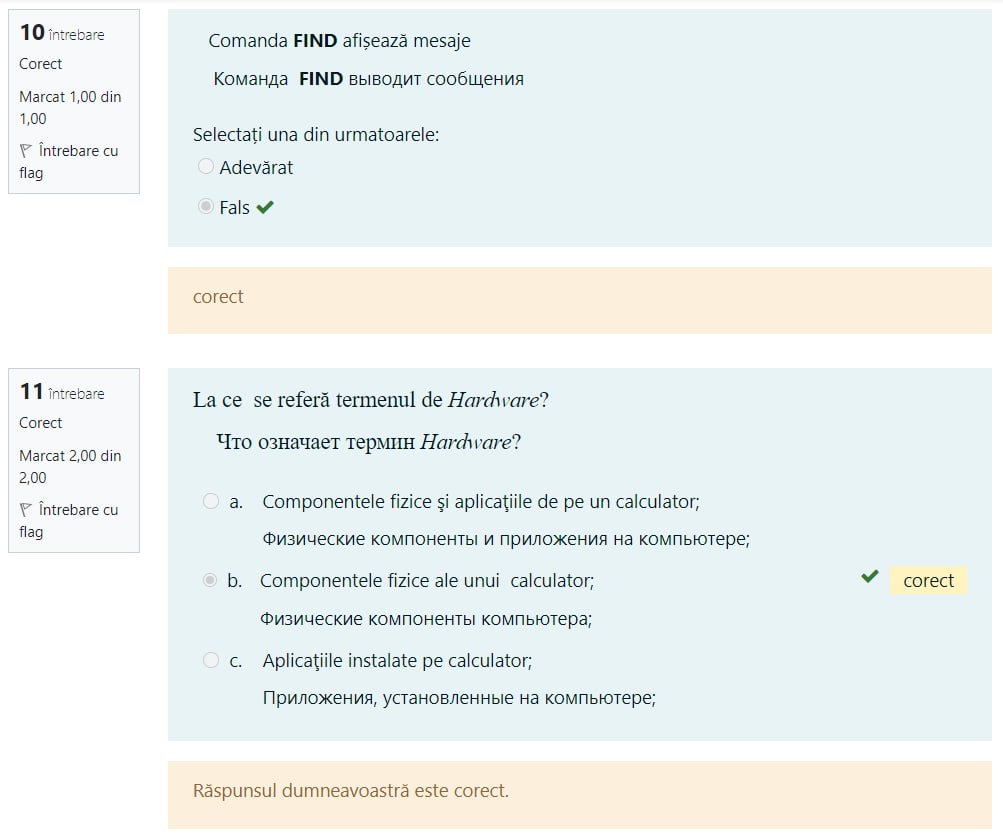 10 întrebare
Corect
Marcat 1,00 din
1,00
Întrebare cu
flag
Comanda FIND afișează mesaje
Команда FIND выводит сообщения
Selectați una din urmatoarele:
Adevărat
Fals
corect
11 întrebare
Corect
Marcat 2,00 din
2,00
Întrebare cu
flag
La ce se referă termenul de Hardware?
Что означает термин Hardware?
a. Componentele fizice şi aplicaţiile de pe un calculator;
Физические компоненты и приложения на компьютере;
b. Componentele fizice ale unui calculator;
corect
Физические компоненты компьютера;
c. Aplicaţiile instalate pe calculator;
Приложения, установленные на компьютере;
Răspunsul dumneavoastră este corect.